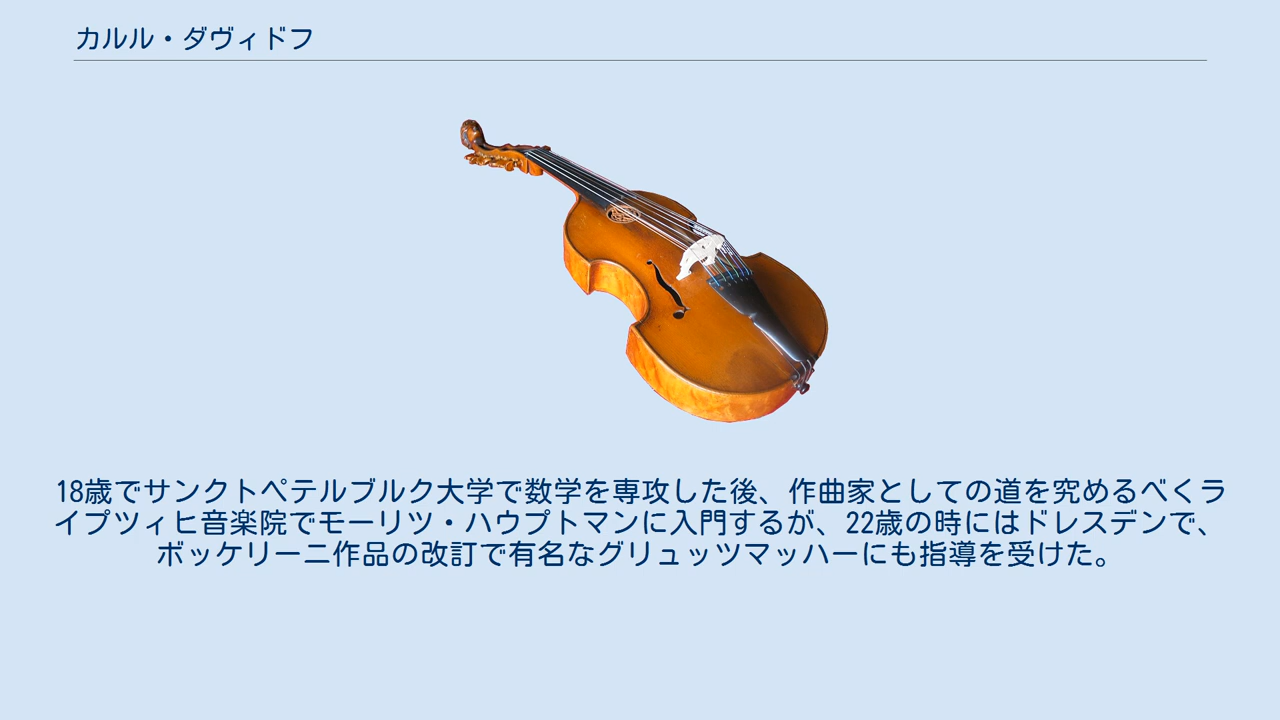 カルル・ダヴィドフ
18歳でサンクトペテルブルク大学で数学を専攻した後、作曲家としての道を究めるべくラ
イプツィヒ音楽院でモーリツ・ハウプトマンに入門するが、22歳の時にはドレスデンで、
ボッケリーニ作品の改訂で有名なグリュッツマッハーにも指導を受けた。